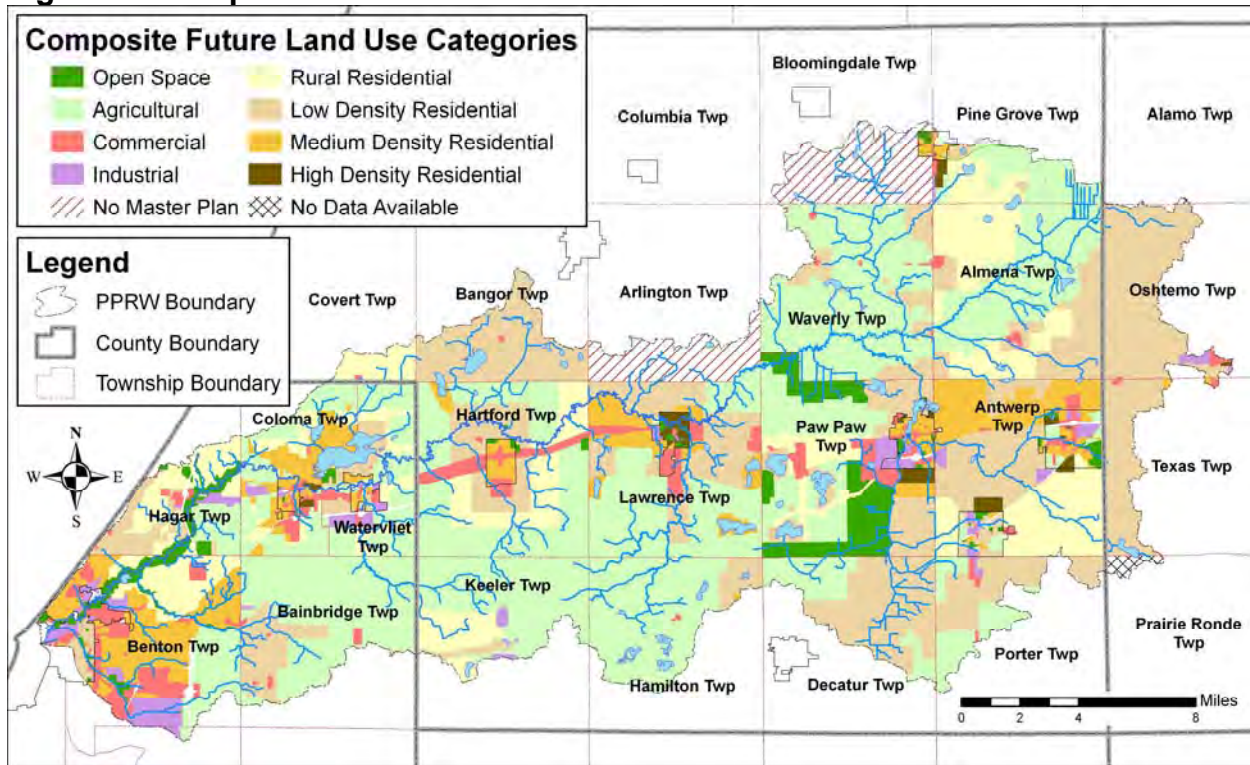 Composite Future Land Use Categories
Open Space
Rural Residential
Agricultural
Low Density Residential
Commercial
Medium Density Residential
Industrial
High Density Residential
No Master Plan
No Data Available
Legend
PPRW Boundary
County Boundary
Township Boundary
N
W
E
S
Bloomingdale Twp
Columbia Twp
Pine Grove Twp
Alamo Twp
Covert Twp
Bangor Twp
Arlington Twp
Waverly Twp
Almena Twp
Oshtemo Twp
Coloma Twp
Hartford Twp
Paw Paw
Twp
Antwerp
Twp
Texas Twp
Hagar Twp
Watervliet
Twp
Lawrence Twp
Keeler Twp
Bainbridge Twp
Benton Twp
Hamilton Twp
Decatur Twp
Porter Twp
Prairie Ronde
Twp
Miles
0 2 4 8